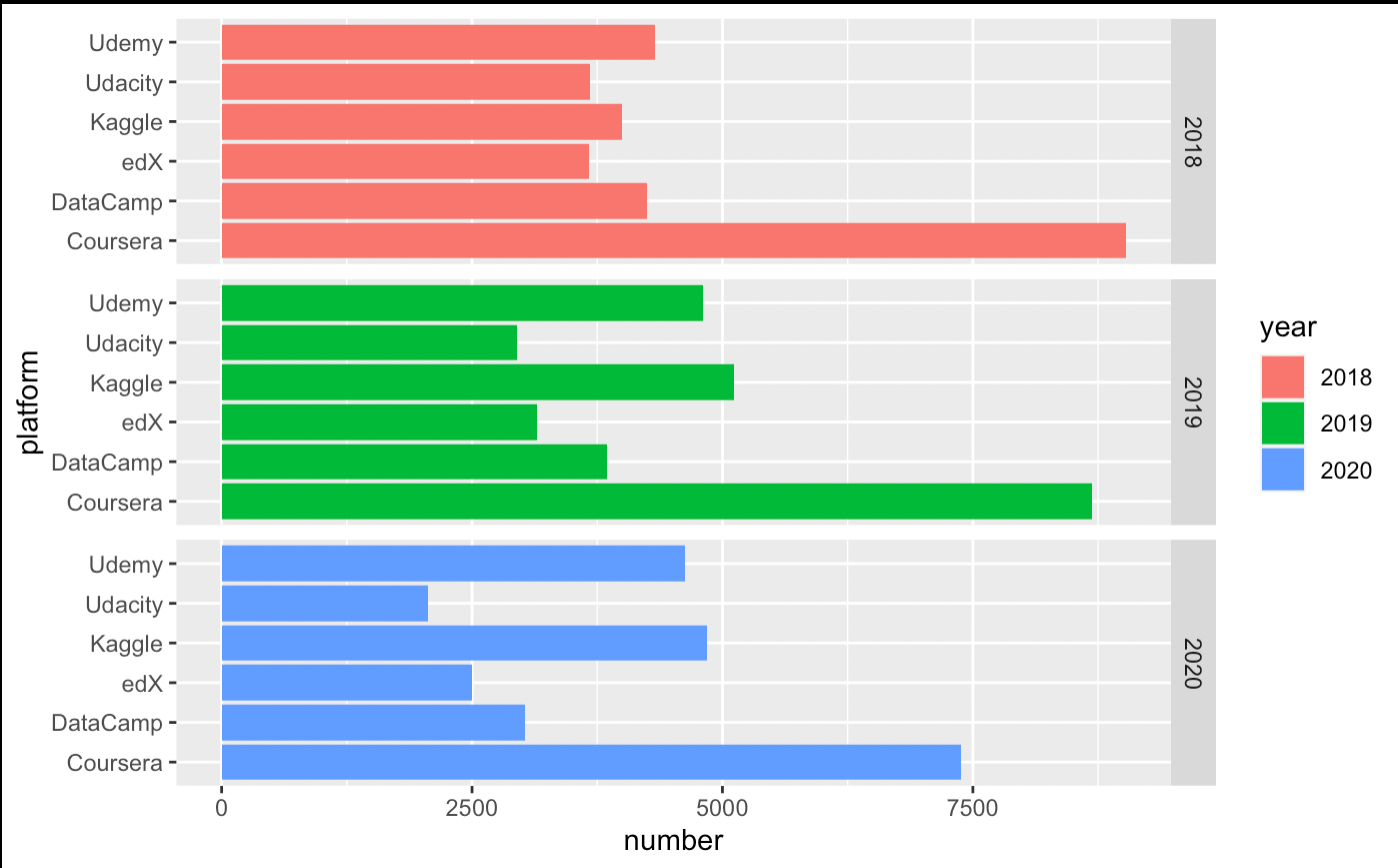 Udemy
Udacity
Kaggle
edX
DataCamp
Coursera
2018
Udemy
Udacity
Kaggle
edX
DataCamp
Coursera
2019
Udemy
Udacity
Kaggle
edX
DataCamp
Coursera
2020
0 2500 5000 7500
number
platform
year
2018
2019
2020